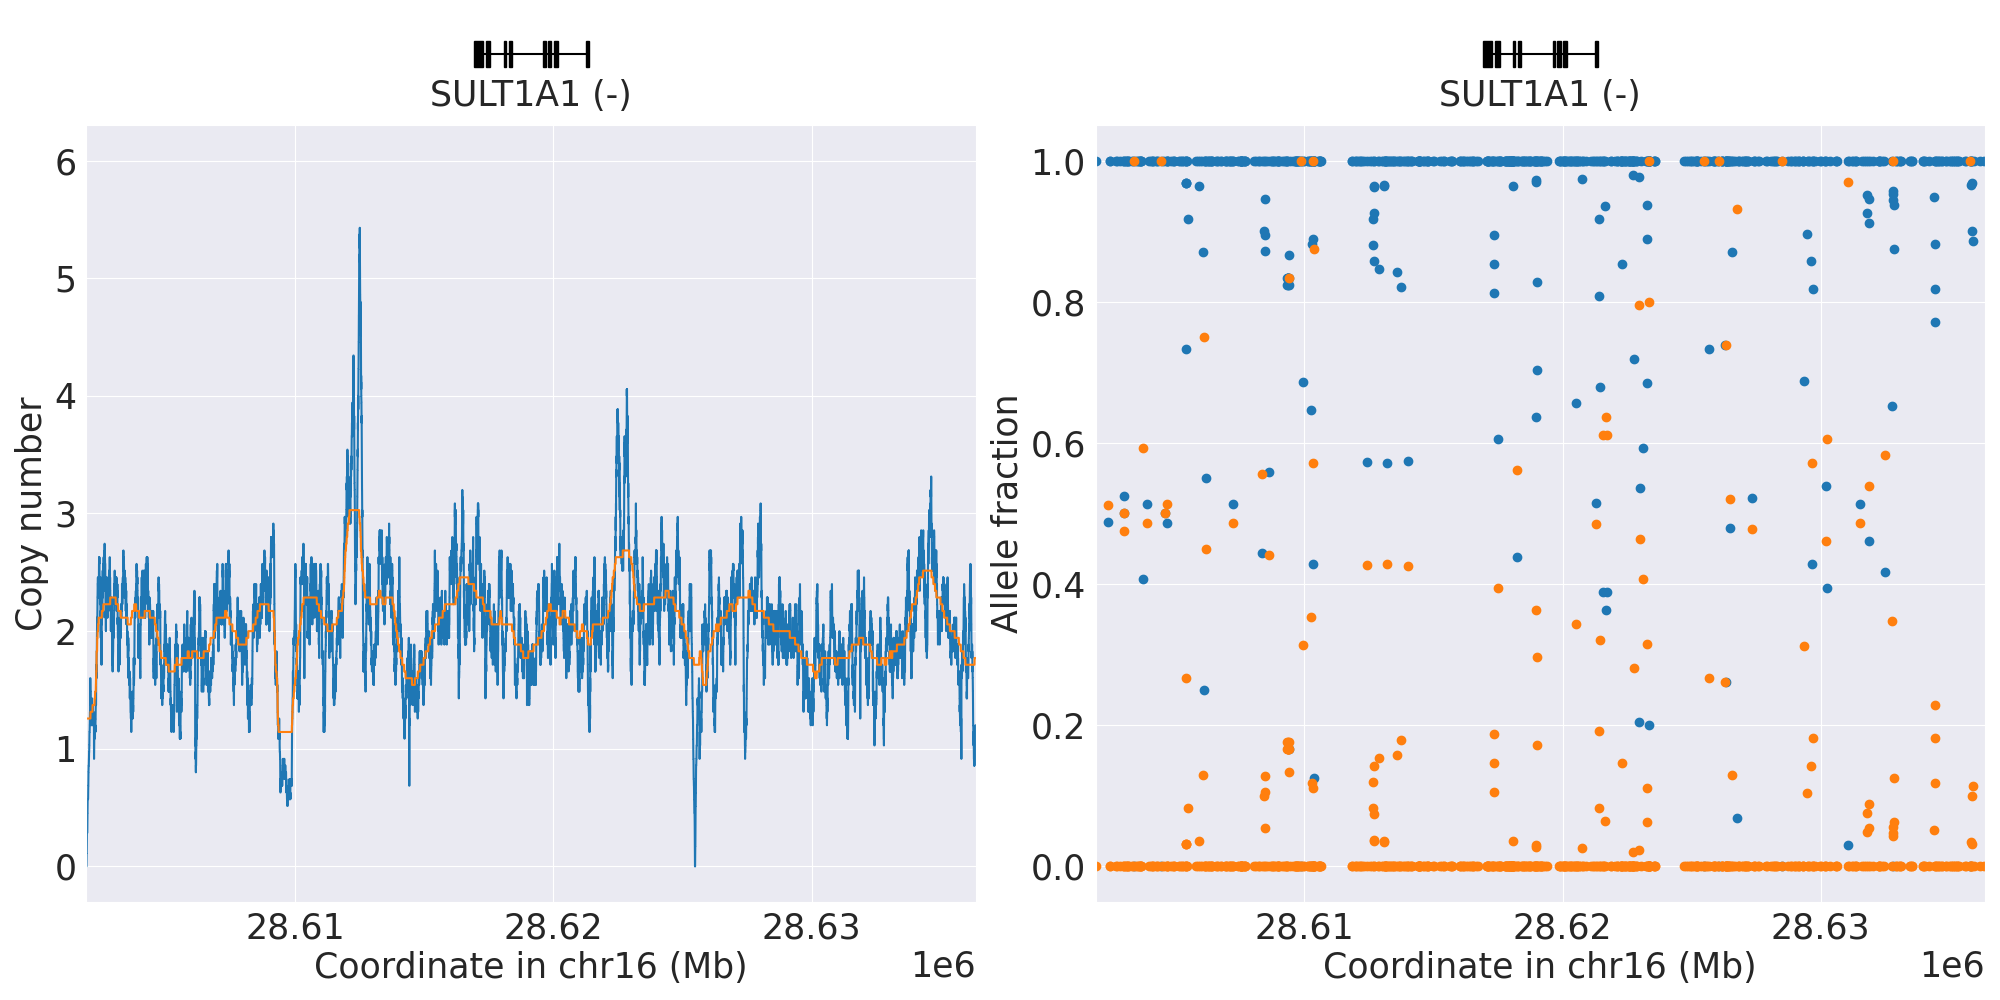 SULT1A1 (-)
6
5
4
3
2
1
0
Copy number
28.61
28.62
28.63
Coordinate in chr16 (Mb)
1e6
SULT1A1 (-)
1.0
0.8
0.6
0.4
0.2
0.0
Allele fraction
28.61
28.62
28.63
Coordinate in chr16 (Mb)
1e6